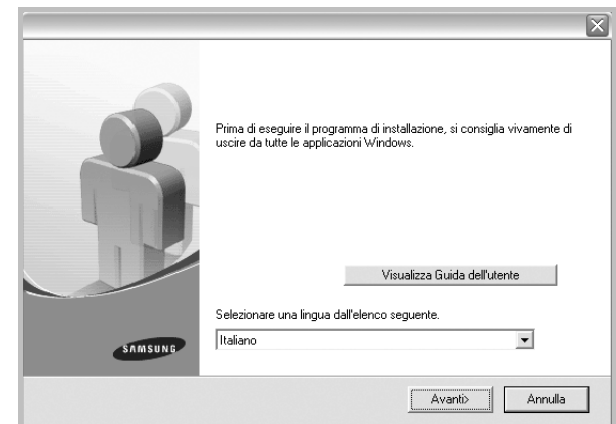 Prima di eseguire il programma di installazione, si consiglia vivamente di
uscire da tutte le applicazioni Windows.
Visualizza Guida dell'utente
Selezionare una lingua dall'elenco seguente.
Italiano
SAMSUNG
Avanti>
Annulla